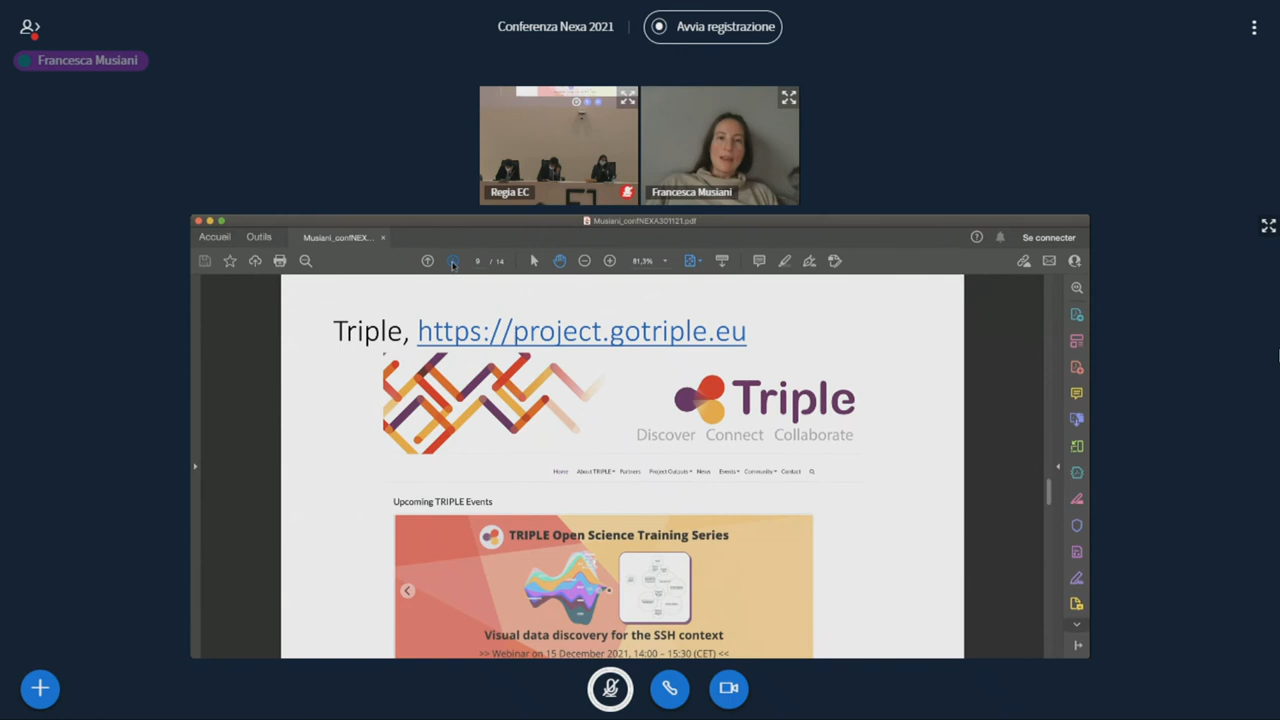 Conferenza Nexa 2021
Avvia registrazione
Francesca Musiani
Regia EC
Francesca Musiani
Musiani_confNEXA301121.pdf
Accueil Outils Musiani_confNEX... × Se connecter
9 / 14 81,3%
Triple, https://project.gotriple.eu
Triple
Discover Connect Collaborate
Home About TRIPLE Partners Project Outputs News Events Community Contact
Upcoming TRIPLE Events
TRIPLE Open Science Training Series
Visual data discovery for the SSH context
>> Webinar on 15 December 2021, 14:00 – 15:30 (CET) <<